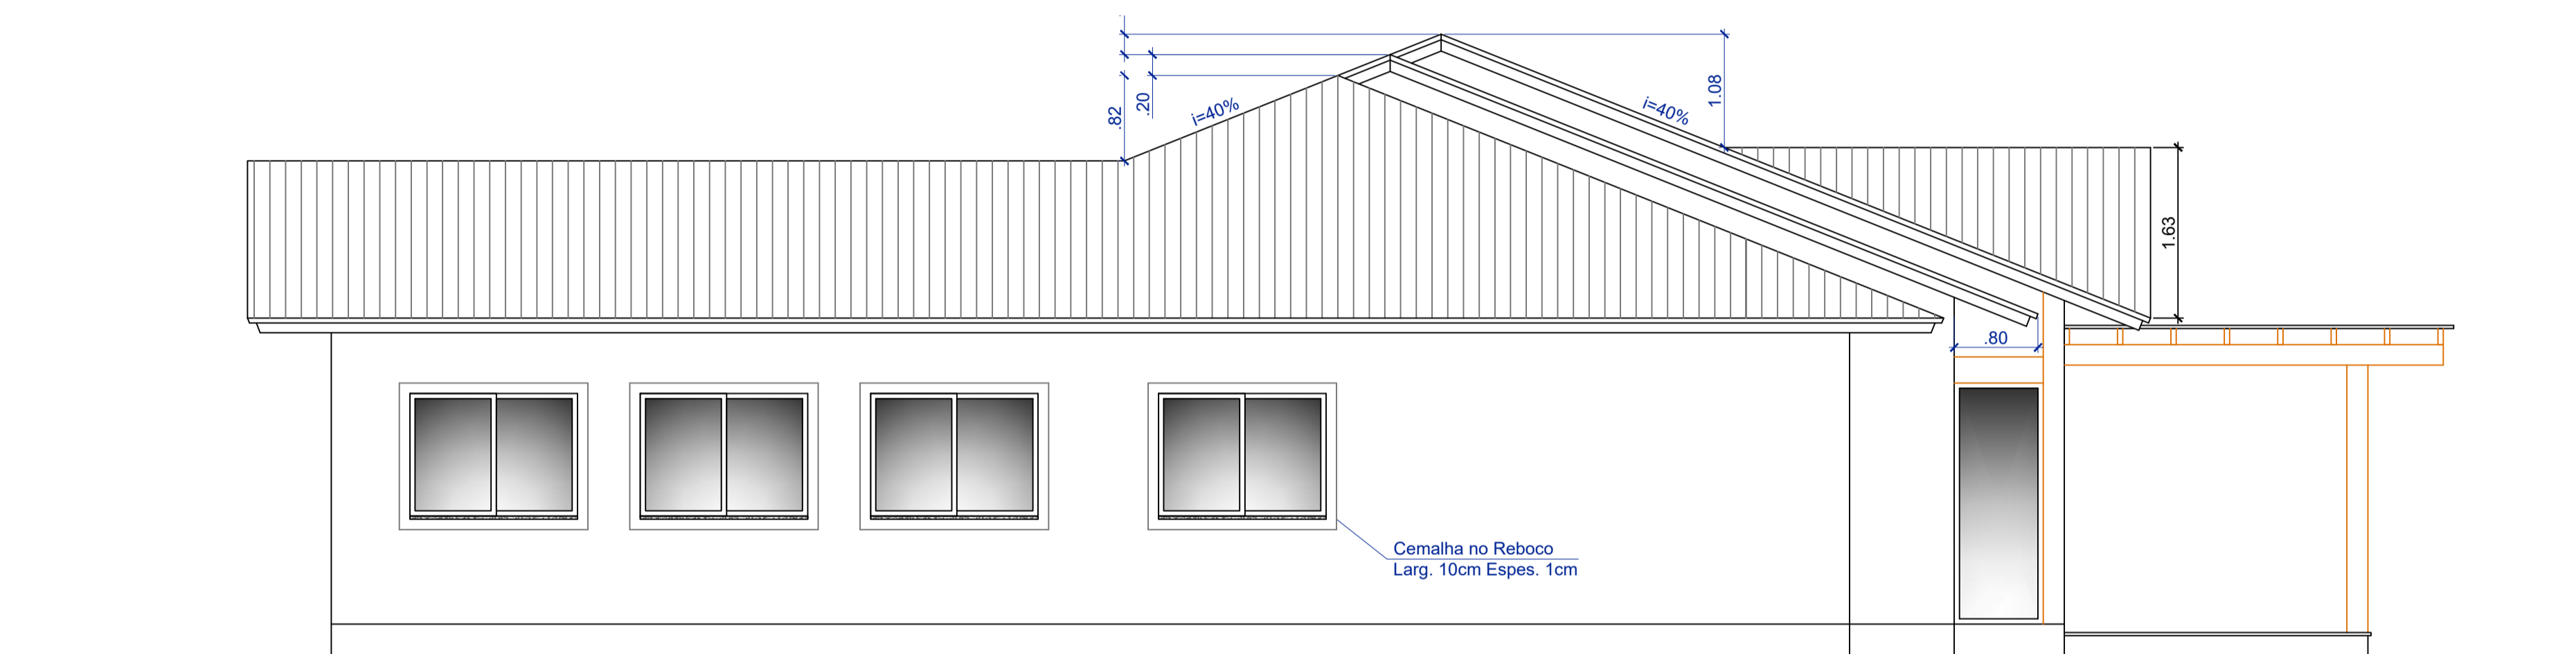 .82
.20
i=40%
i=40%
1.08
1.63
.80
Cemalha no Reboco
Larg. 10cm Espes. 1cm